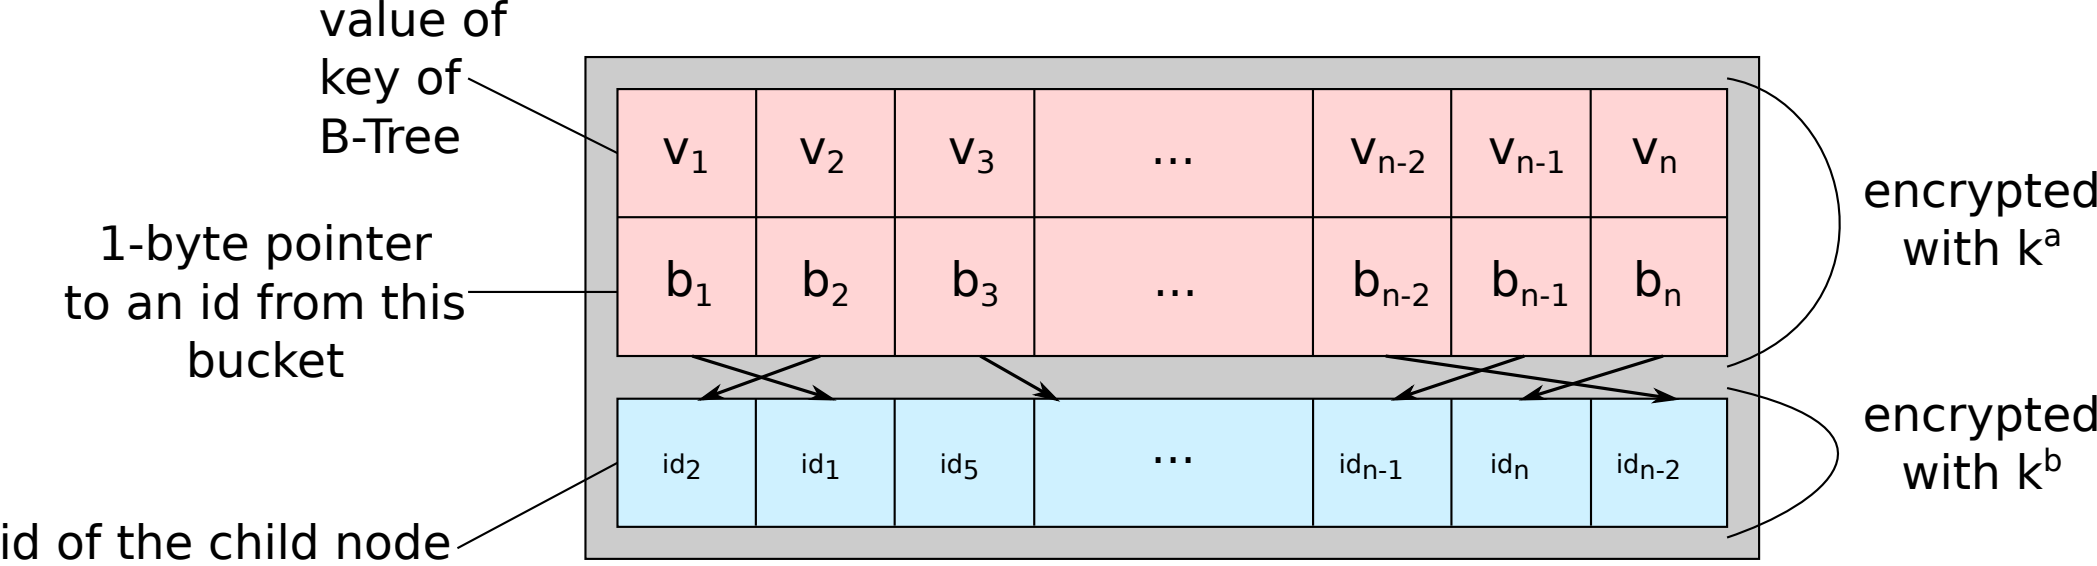 value of
key of
B-Tree
v1 v2 v3 ... vn-2 vn-1 vn
encrypted
with ka
1-byte pointer
to an id from this
bucket
b1 b2 b3 ... bn-2 bn-1 bn
id2 id1 id5 ... idn-1 idn idn-2
encrypted
with kb
id of the child node